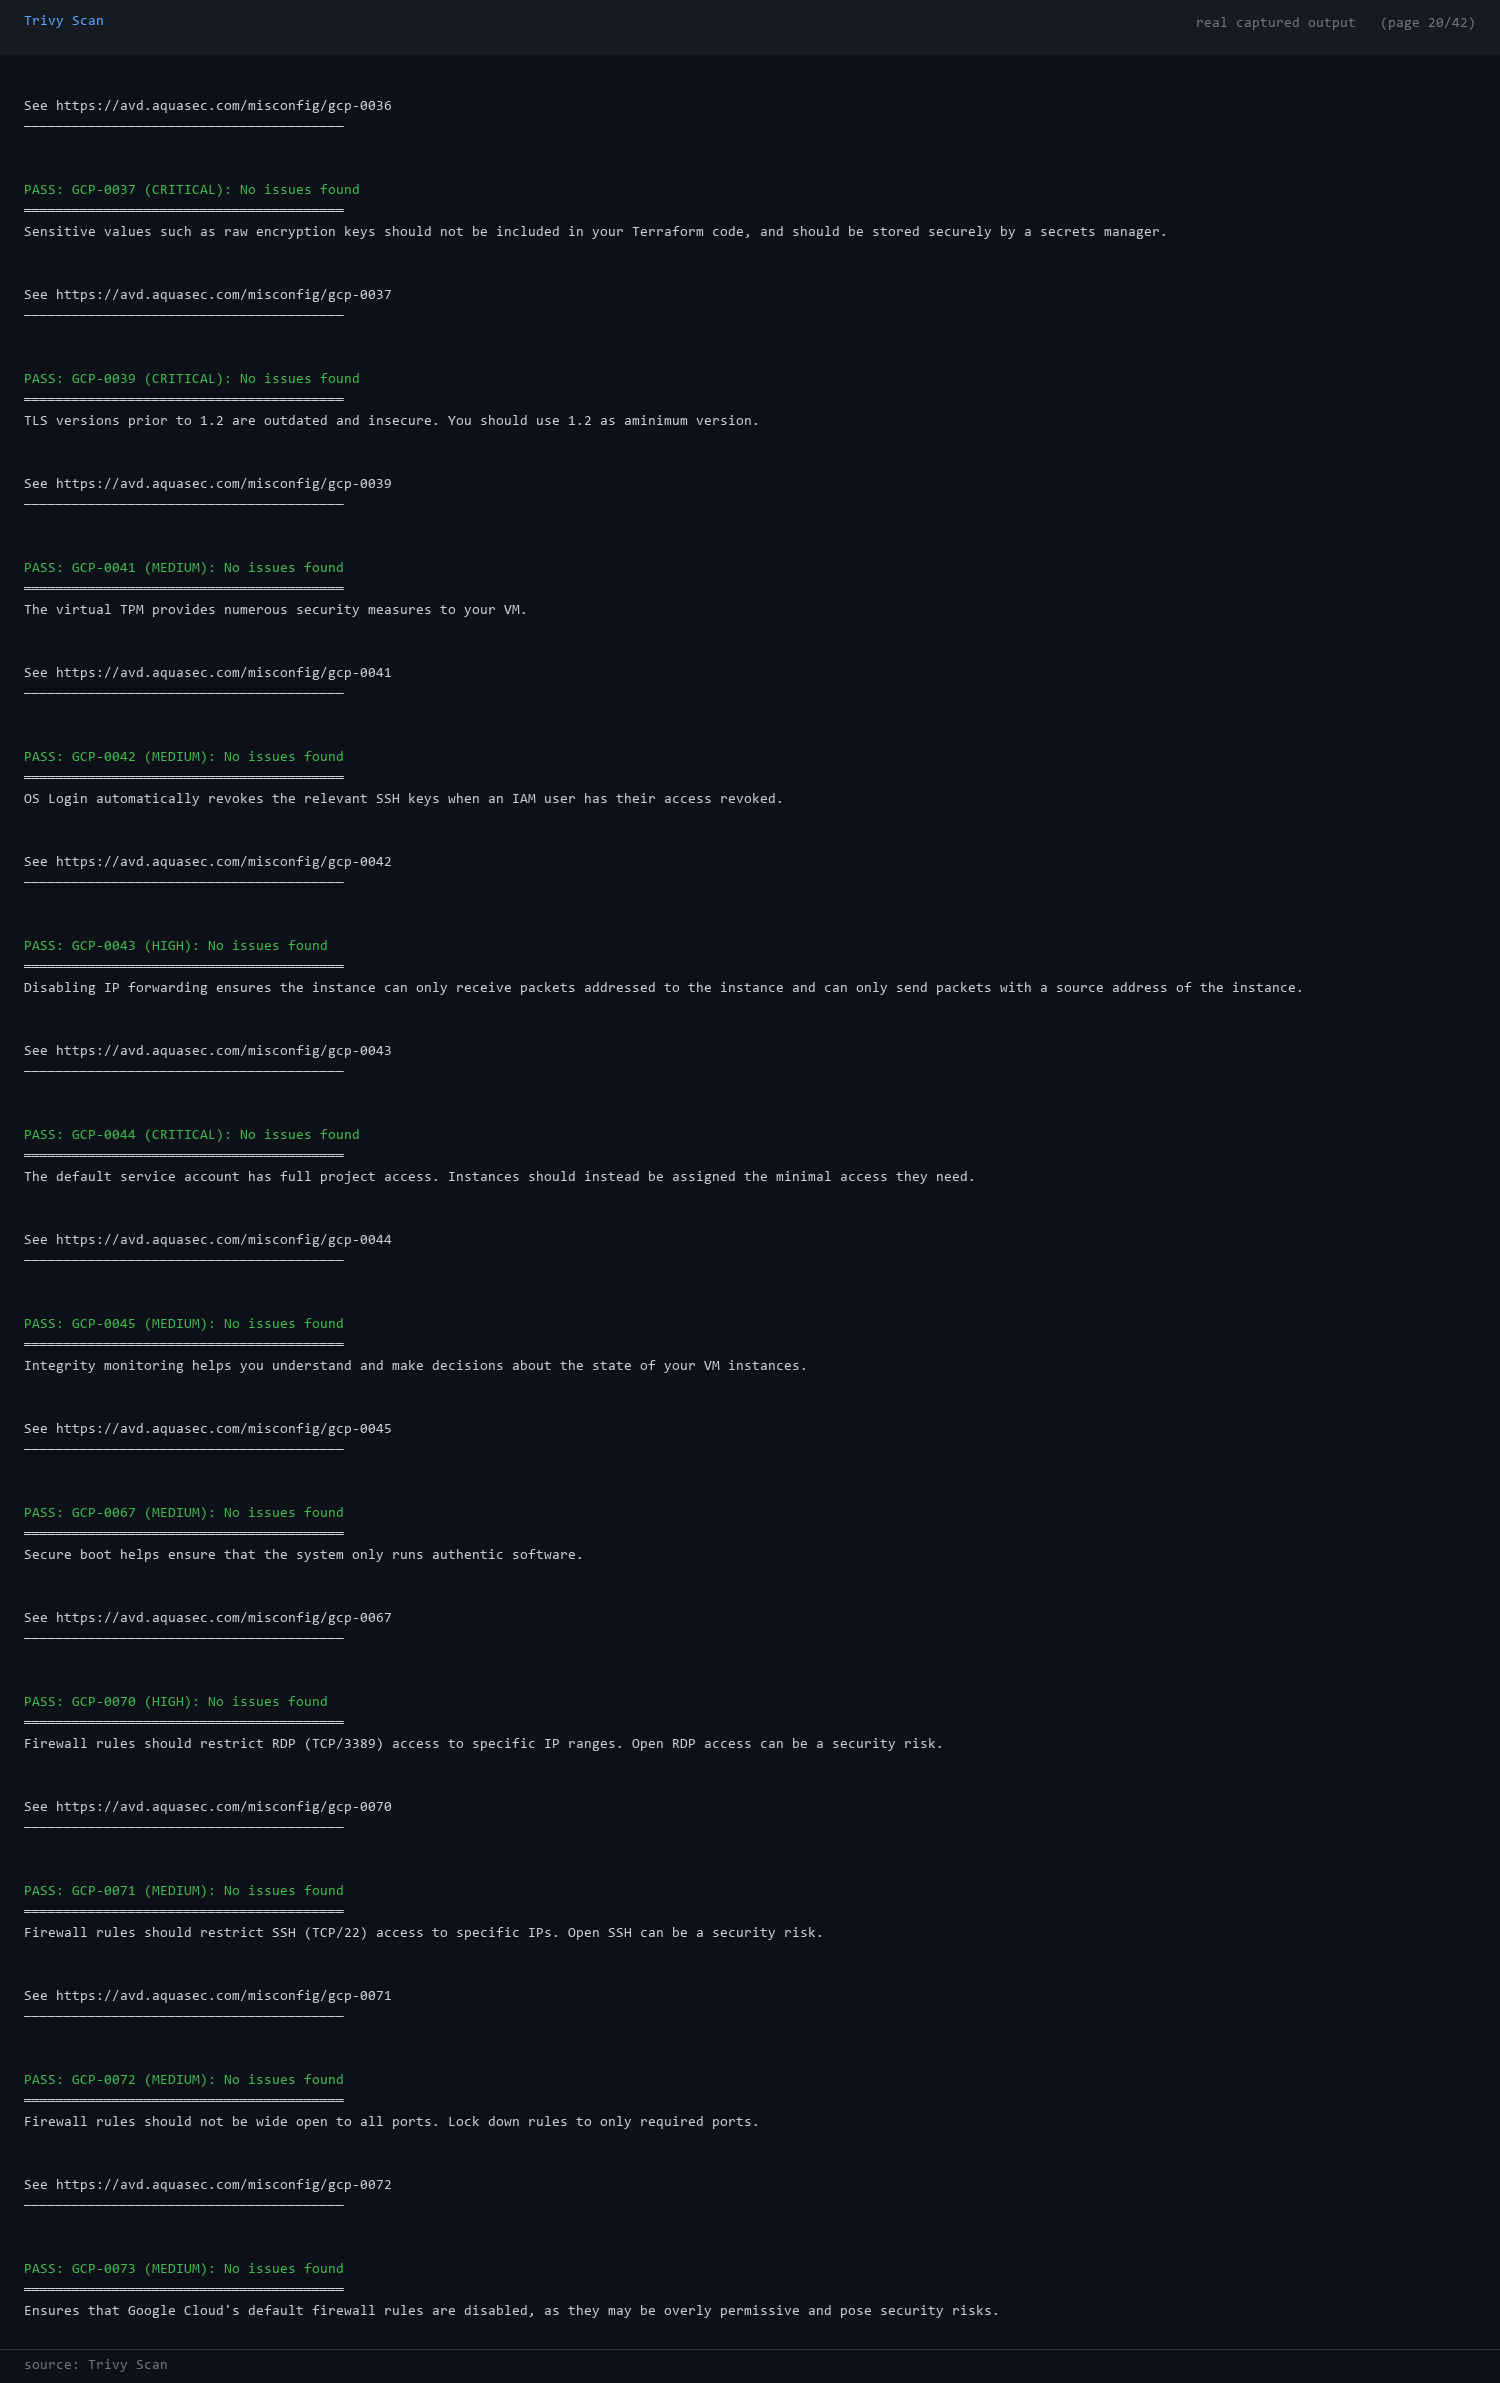 Trivy Scan
real captured output   (page 20/42)
See https://avd.aquasec.com/misconfig/gcp-0036
────────────────────────────────────────
PASS: GCP-0037 (CRITICAL): No issues found
════════════════════════════════════════
Sensitive values such as raw encryption keys should not be included in your Terraform code, and should be stored securely by a secrets manager.
See https://avd.aquasec.com/misconfig/gcp-0037
────────────────────────────────────────
PASS: GCP-0039 (CRITICAL): No issues found
════════════════════════════════════════
TLS versions prior to 1.2 are outdated and insecure. You should use 1.2 as aminimum version.
See https://avd.aquasec.com/misconfig/gcp-0039
────────────────────────────────────────
PASS: GCP-0041 (MEDIUM): No issues found
════════════════════════════════════════
The virtual TPM provides numerous security measures to your VM.
See https://avd.aquasec.com/misconfig/gcp-0041
────────────────────────────────────────
PASS: GCP-0042 (MEDIUM): No issues found
════════════════════════════════════════
OS Login automatically revokes the relevant SSH keys when an IAM user has their access revoked.
See https://avd.aquasec.com/misconfig/gcp-0042
────────────────────────────────────────
PASS: GCP-0043 (HIGH): No issues found
════════════════════════════════════════
Disabling IP forwarding ensures the instance can only receive packets addressed to the instance and can only send packets with a source address of the instance.
See https://avd.aquasec.com/misconfig/gcp-0043
────────────────────────────────────────
PASS: GCP-0044 (CRITICAL): No issues found
════════════════════════════════════════
The default service account has full project access. Instances should instead be assigned the minimal access they need.
See https://avd.aquasec.com/misconfig/gcp-0044
────────────────────────────────────────
PASS: GCP-0045 (MEDIUM): No issues found
════════════════════════════════════════
Integrity monitoring helps you understand and make decisions about the state of your VM instances.
See https://avd.aquasec.com/misconfig/gcp-0045
────────────────────────────────────────
PASS: GCP-0067 (MEDIUM): No issues found
════════════════════════════════════════
Secure boot helps ensure that the system only runs authentic software.
See https://avd.aquasec.com/misconfig/gcp-0067
────────────────────────────────────────
PASS: GCP-0070 (HIGH): No issues found
════════════════════════════════════════
Firewall rules should restrict RDP (TCP/3389) access to specific IP ranges. Open RDP access can be a security risk.
See https://avd.aquasec.com/misconfig/gcp-0070
────────────────────────────────────────
PASS: GCP-0071 (MEDIUM): No issues found
════════════════════════════════════════
Firewall rules should restrict SSH (TCP/22) access to specific IPs. Open SSH can be a security risk.
See https://avd.aquasec.com/misconfig/gcp-0071
────────────────────────────────────────
PASS: GCP-0072 (MEDIUM): No issues found
════════════════════════════════════════
Firewall rules should not be wide open to all ports. Lock down rules to only required ports.
See https://avd.aquasec.com/misconfig/gcp-0072
────────────────────────────────────────
PASS: GCP-0073 (MEDIUM): No issues found
════════════════════════════════════════
Ensures that Google Cloud's default firewall rules are disabled, as they may be overly permissive and pose security risks.
source: Trivy Scan